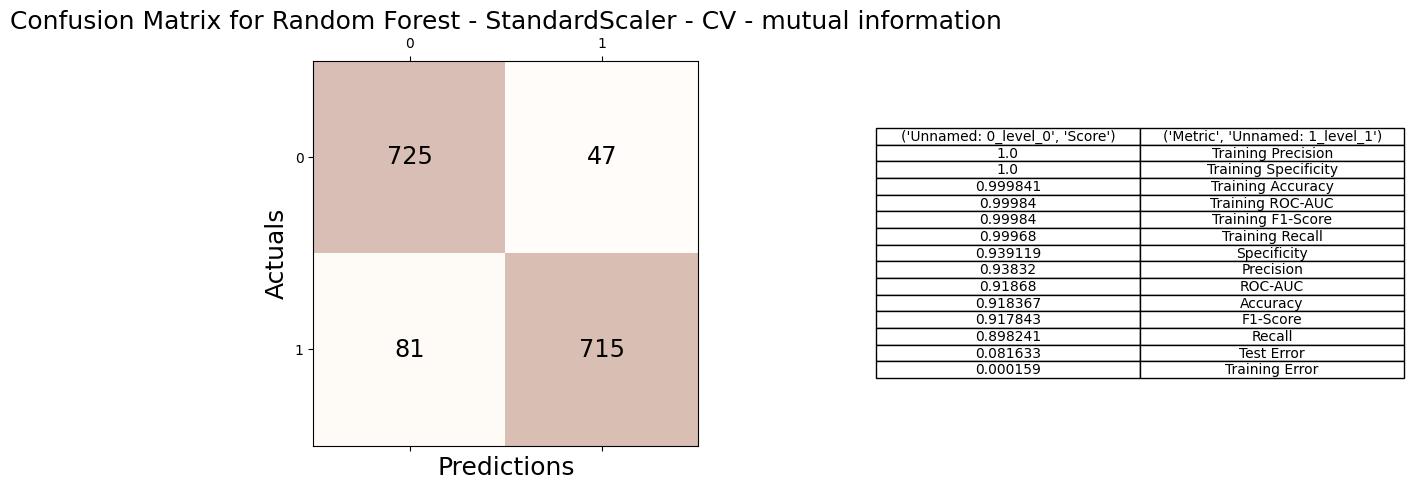 Confusion Matrix for Random Forest - StandardScaler - CV - mutual information
0 1
0 725 47
1 81 715
Actuals
Predictions
('Unnamed: 0_level_0', 'Score') ('Metric', 'Unnamed: 1_level_1')
1.0 Training Precision
1.0 Training Specificity
0.999841 Training Accuracy
0.99984 Training ROC-AUC
0.99984 Training F1-Score
0.99968 Training Recall
0.939119 Specificity
0.93832 Precision
0.91868 ROC-AUC
0.918367 Accuracy
0.917843 F1-Score
0.898241 Recall
0.081633 Test Error
0.000159 Training Error